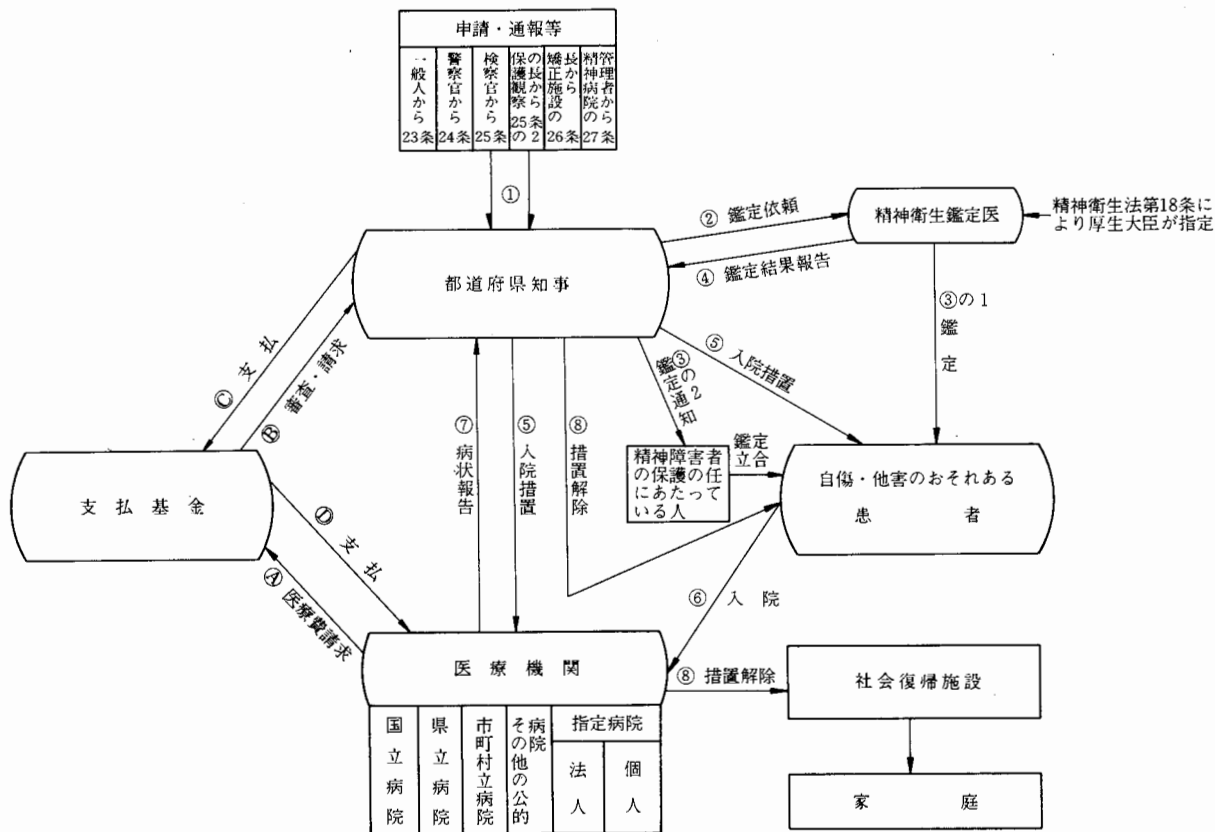 申請・通報等
一般人から
23条
警察官から
24条
検察官から
25条
保護観察
の長から
25の
条2
矯正施設の
長から
26条
精神病院の
管理者から
27条
①
② 鑑定依頼
④ 鑑定結果報告
精神衛生鑑定医
精神衛生法第18条に
より厚生大臣が指定
都道府県知事
③の1
鑑定
Ⓒ 支払
Ⓑ 審査・請求
⑦ 病状報告
⑤ 入院措置
⑧ 措置解除
③の2
鑑定の通知
⑤ 入院措置
精神障害者
の保護の任
にあたって
いる人
鑑定
立合
自傷・他害のおそれある
患者
支払基金
Ⓓ 支払
Ⓐ 医療費請求
⑥ 入院
医療機関
⑧ 措置解除
社会復帰施設
家庭
国立病院
県立病院
市町村立病院
その他の公的
病院
指定病院
法人
個人